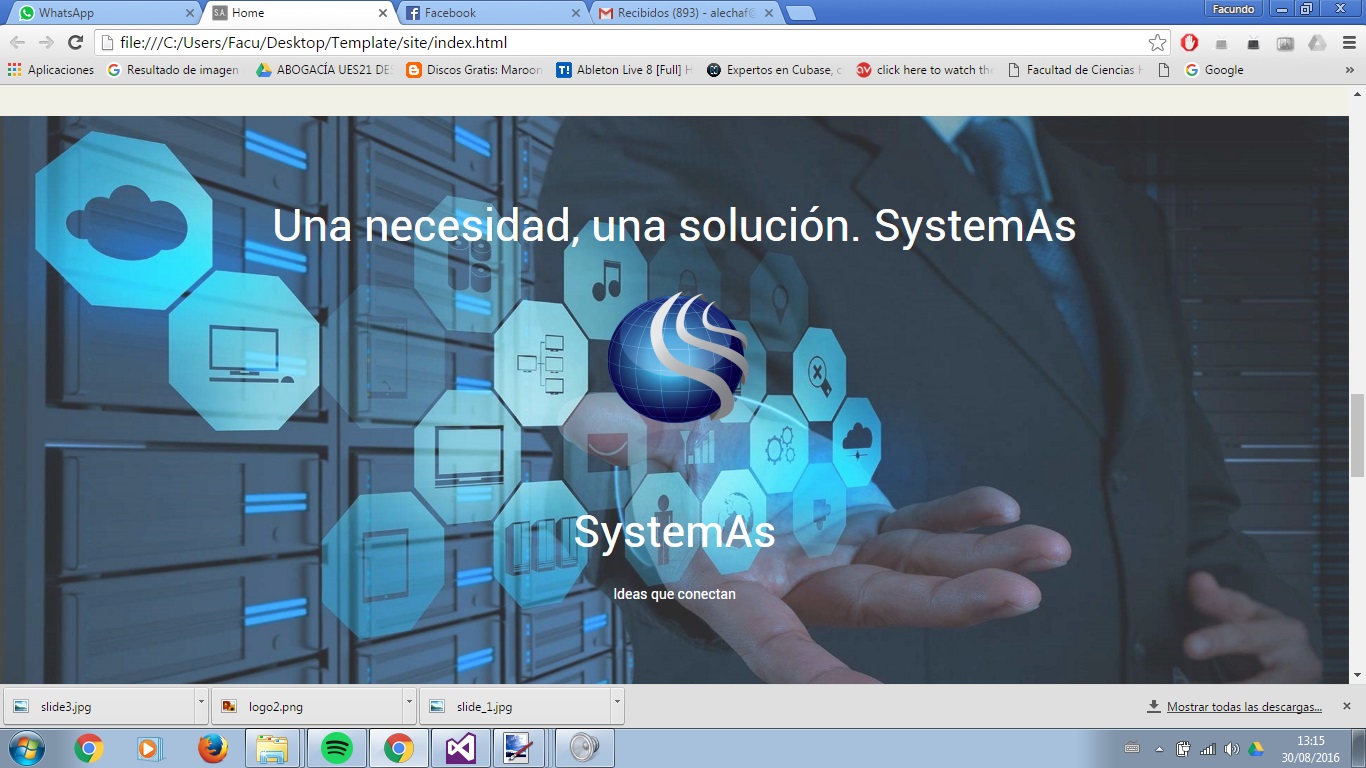 WhatsApp
S.A.
Home
Facebook
Recibidos (893) - alechaf@
Facundo
file:///C:/Users/Facu/Desktop/Template/site/index.html
Aplicaciones
Resultado de imagen
ABOGACÍA UES21 DE
Discos Gratis: Maroon
T!
Ableton Live 8 [Full]
Expertos en Cubase,
click here to watch the
Facultad de Ciencias
Google
»
Una necesidad, una solución. SystemAs
SystemAs
Ideas que conectan
slide3.jpg
logo2.png
slide_1.jpg
Mostrar todas las descargas...
13:15
30/08/2016